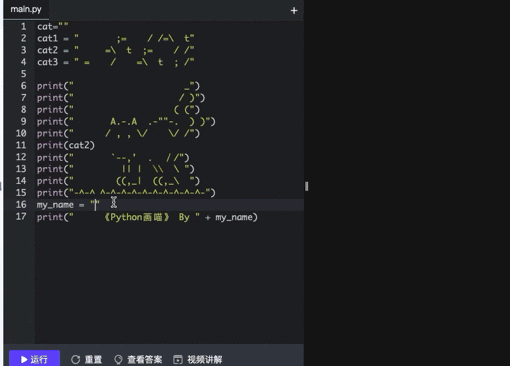 main.py +
1 cat=""
2 cat1 = "        ;=    / /=\  t"
3 cat2 = "      =\  t  ;=     / /"
4 cat3 = " =    /    =\  t  ; /"
5
6 print("                       _")
7 print("                      / )")
8 print("                     ( (")
9 print("        A.-.A  .-""-.  ) )")
10 print("       / , , \/     \/ /")
11 print(cat2)
12 print("        `--,'  .   / /")
13 print("          || |  \\  \ ")
14 print("         ((,_|  ((,_\  ")
15 print("-^-^ ^-^-^-^-^-^-^-^-^-^-^-")
16 my_name = ""
17 print("      《Python画喵》 By " + my_name)
运行 重置 查看答案 视频讲解